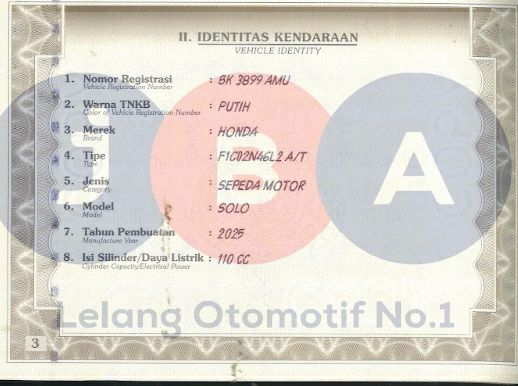 II. IDENTITAS KENDARAAN
VEHICLE IDENTITY
1. Nomor Registrasi : BK 3899 AMU
Vehicle Registration Number
2. Warna TNKB : PUTIH
Color of Vehicle Registration Number
3. Merek : HONDA
Brand
4. Tipe : F1C02N46L2 A/T
Type
5. Jenis : SEPEDA MOTOR
Category
6. Model : SOLO
Model
7. Tahun Pembuatan : 2025
Manufacture Year
8. Isi Silinder/Daya Listrik : 110 CC
Cylinder Capacity/Electrical Power
B A
Lelang Otomotif No.1
3